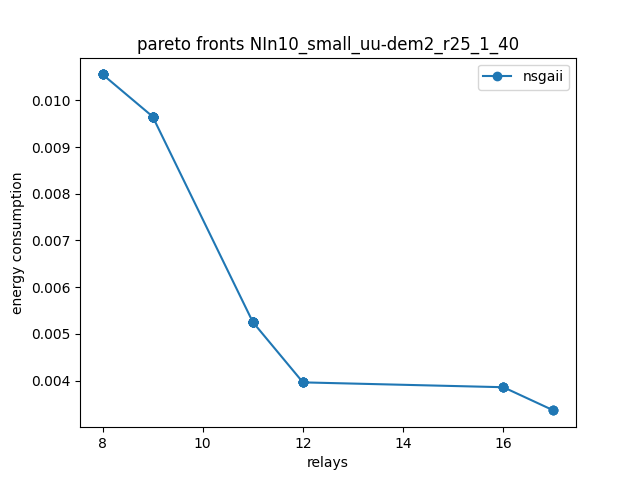 pareto fronts NIn10_small_uu-dem2_r25_1_40
nsgaii
energy consumption
0.010
0.009
0.008
0.007
0.006
0.005
0.004
8 10 12 14 16
relays